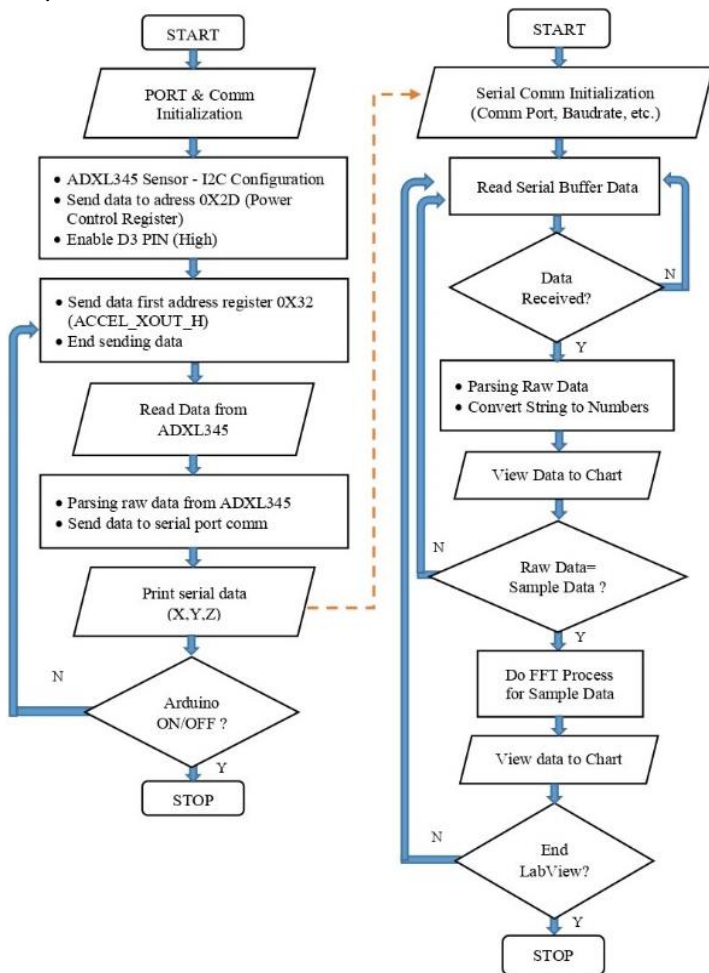 START
PORT & Comm
Initialization
• ADXL345 Sensor - I2C Configuration
• Send data to adress 0X2D (Power
Control Register)
• Enable D3 PIN (High)
• Send data first address register 0X32
(ACCEL_XOUT_H)
• End sending data
Read Data from
ADXL345
• Parsing raw data from ADXL345
• Send data to serial port comm
Print serial data
(X,Y,Z)
N
Arduino
ON/OFF ?
Y
STOP
START
Serial Comm Initialization
(Comm Port, Baudrate, etc.)
Read Serial Buffer Data
Data
Received?
N
Y
• Parsing Raw Data
• Convert String to Numbers
View Data to Chart
N
Raw Data=
Sample Data ?
Y
Do FFT Process
for Sample Data
View data to Chart
N
End
LabView?
Y
STOP